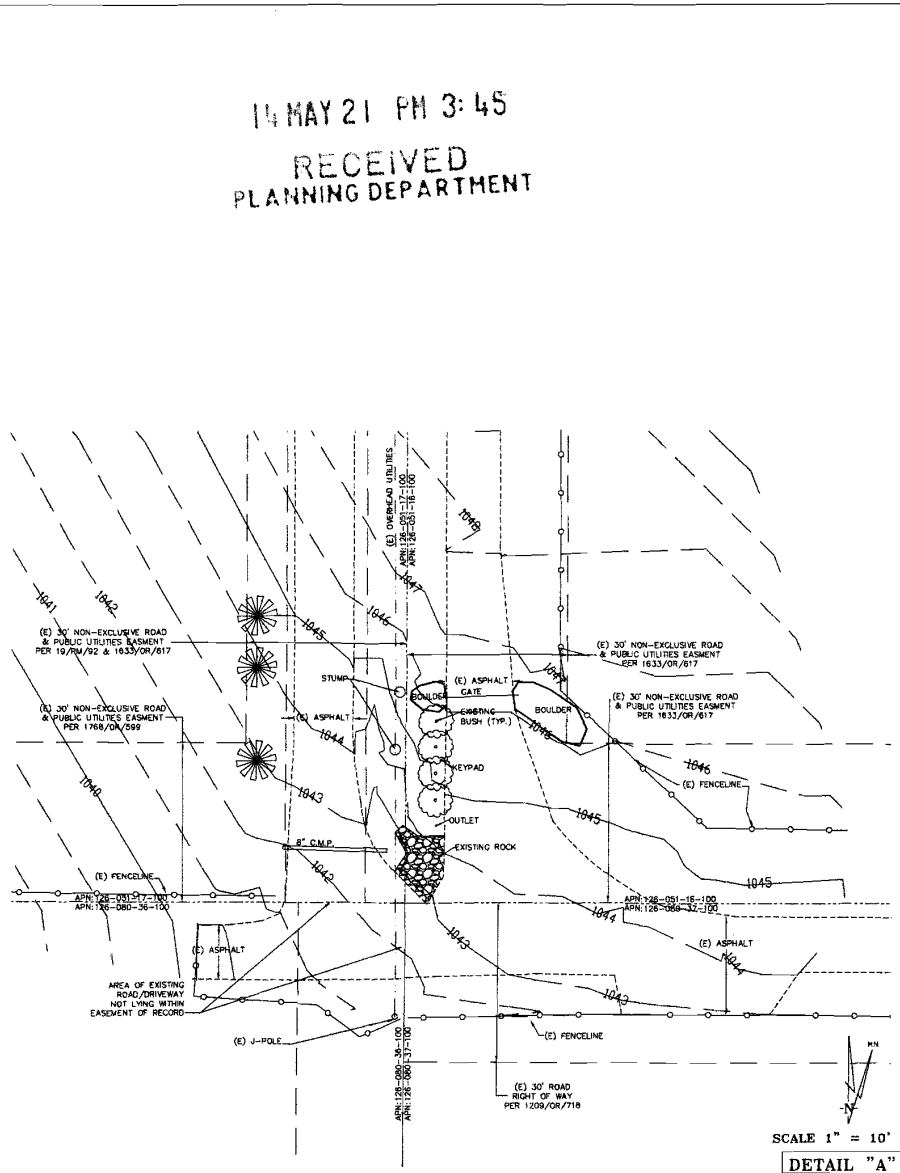 14 MAY 21 PM 3:45
RECEIVED
PLANNING DEPARTMENT
(E) OVERHEAD UTILITIES
APN:126-051-17-100
APN:126-051-16-100
1048
1047
1046
1045
1041
1042
(E) 30' NON-EXCLUSIVE ROAD
& PUBLIC UTILITIES EASMENT
PER 19/RM/92 & 1633/OR/617
(E) 30' NON-EXCLUSIVE ROAD
& PUBLIC UTILITIES EASMENT
PER 1633/OR/617
1047
STUMP
(E) ASPHALT
GATE
BOULDER
BOULDER
(E) 30' NON-EXCLUSIVE ROAD
& PUBLIC UTILITIES EASMENT
PER 1633/OR/617
(E) 30' NON-EXCLUSIVE ROAD
& PUBLIC UTILITIES EASMENT
PER 1768/OR/599
(E) ASPHALT
EXISTING
BUSH (TYP.)
1046
1044
KEYPAD
1046
1040
1043
(E) FENCELINE
OUTLET
1045
8" C.M.P.
EXISTING ROCK
1042
(E) FENCELINE
1045
APN:126-051-17-100
APN:126-080-36-100
APN:126-051-16-100
APN:126-080-37-100
1044
1043
(E) ASPHALT
(E) ASPHALT
1044
AREA OF EXISTING
ROAD/DRIVEWAY
NOT LYING WITHIN
EASEMENT OF RECORD
1043
(E) J-POLE
(E) FENCELINE
APN:126-080-36-100
APN:126-080-37-100
(E) 30' ROAD
RIGHT OF WAY
PER 1209/OR/718
M.N.
N
SCALE 1" = 10'
DETAIL "A"